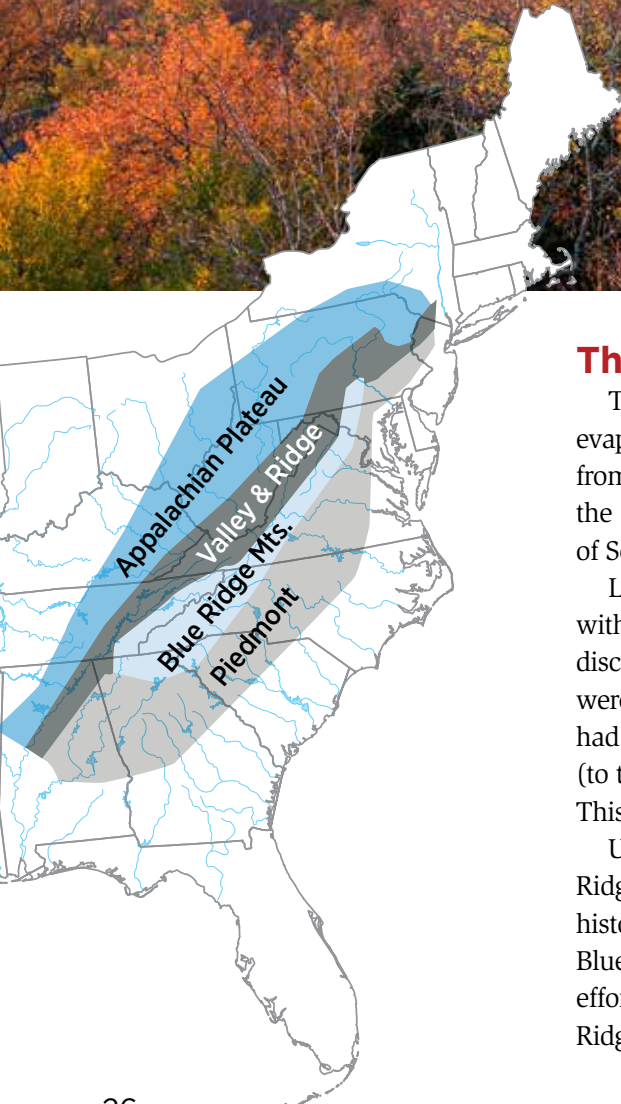 Appalachian Plateau
Valley & Ridge
Blue Ridge Mts.
Piedmont
Th
T
evap
from
the
of Se
L
with
disc
were
had
(to t
This
U
Ridg
histo
Blue
effor
Ridg